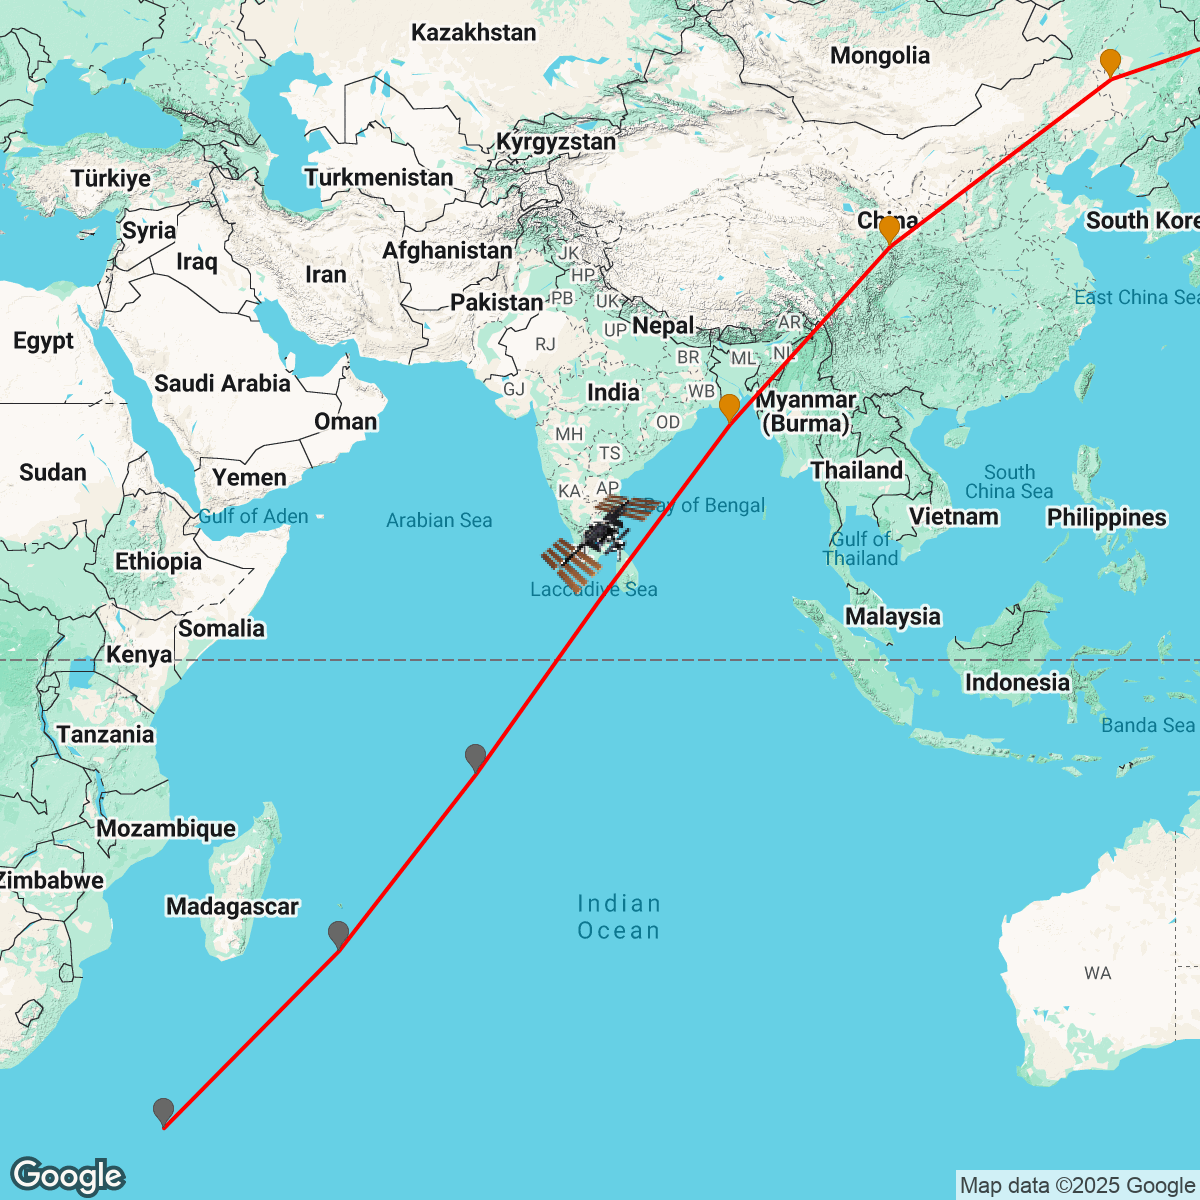 Kazakhstan
Mongolia
Kyrgyzstan
Türkiye
Turkmenistan
Syria
China
South Kore
Afghanistan
JK
Iraq
Iran
HP
Pakistan
PB
UK
East China Sea
Nepal
AR
UP
Egypt
RJ
BR
ML
NL
Saudi Arabia
GJ
India
WB
Myanmar
(Burma)
Oman
OD
MH
TS
Sudan
Yemen
Thailand
South
China Sea
KA
AP
Bay of Bengal
Gulf of Aden
Arabian Sea
Vietnam
Philippines
Gulf of
Thailand
Ethiopia
Laccadive Sea
Malaysia
Somalia
Kenya
Indonesia
Tanzania
Banda Sea
Mozambique
Zimbabwe
Madagascar
Indian
Ocean
WA
Google
Map data ©2025 Google